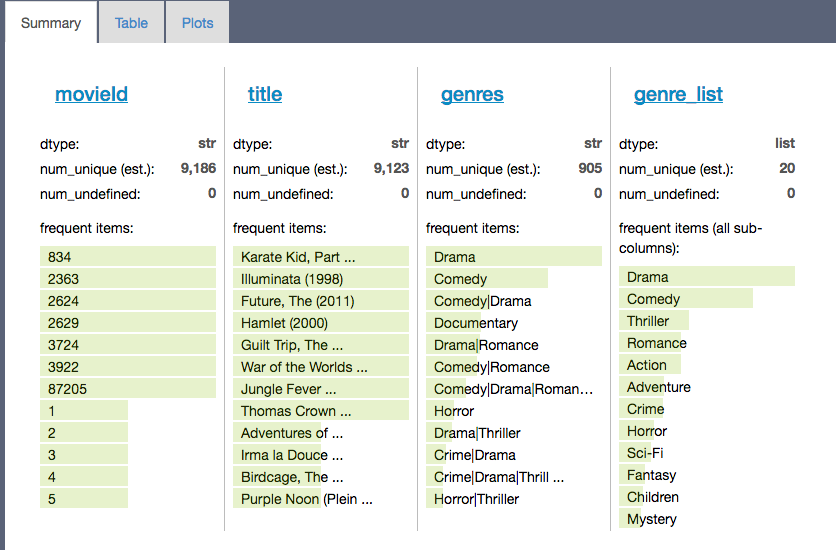 Summary
Table
Plots
movieId
dtype: str
num_unique (est.): 9,186
num_undefined: 0
frequent items:
834
2363
2624
2629
3724
3922
87205
1
2
3
4
5
title
dtype: str
num_unique (est.): 9,123
num_undefined: 0
frequent items:
Karate Kid, Part ...
Illuminata (1998)
Future, The (2011)
Hamlet (2000)
Guilt Trip, The ...
War of the Worlds ...
Jungle Fever ...
Thomas Crown ...
Adventures of ...
Irma la Douce ...
Birdcage, The ...
Purple Noon (Plein ...
genres
dtype: str
num_unique (est.): 905
num_undefined: 0
frequent items:
Drama
Comedy
Comedy|Drama
Documentary
Drama|Romance
Comedy|Romance
Comedy|Drama|Roman...
Horror
Drama|Thriller
Crime|Drama
Crime|Drama|Thrill ...
Horror|Thriller
genre_list
dtype: list
num_unique (est.): 20
num_undefined: 0
frequent items (all sub-
columns):
Drama
Comedy
Thriller
Romance
Action
Adventure
Crime
Horror
Sci-Fi
Fantasy
Children
Mystery